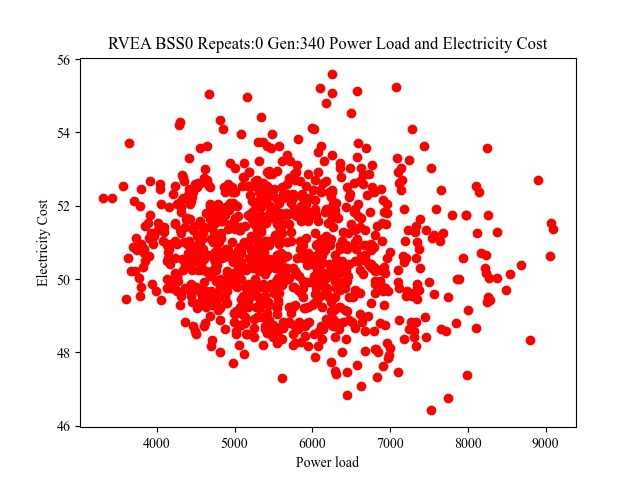 RVEA BSS0 Repeats:0 Gen:340 Power Load and Electricity Cost
56
54
52
50
48
46
Electricity Cost
4000 5000 6000 7000 8000 9000
Power load